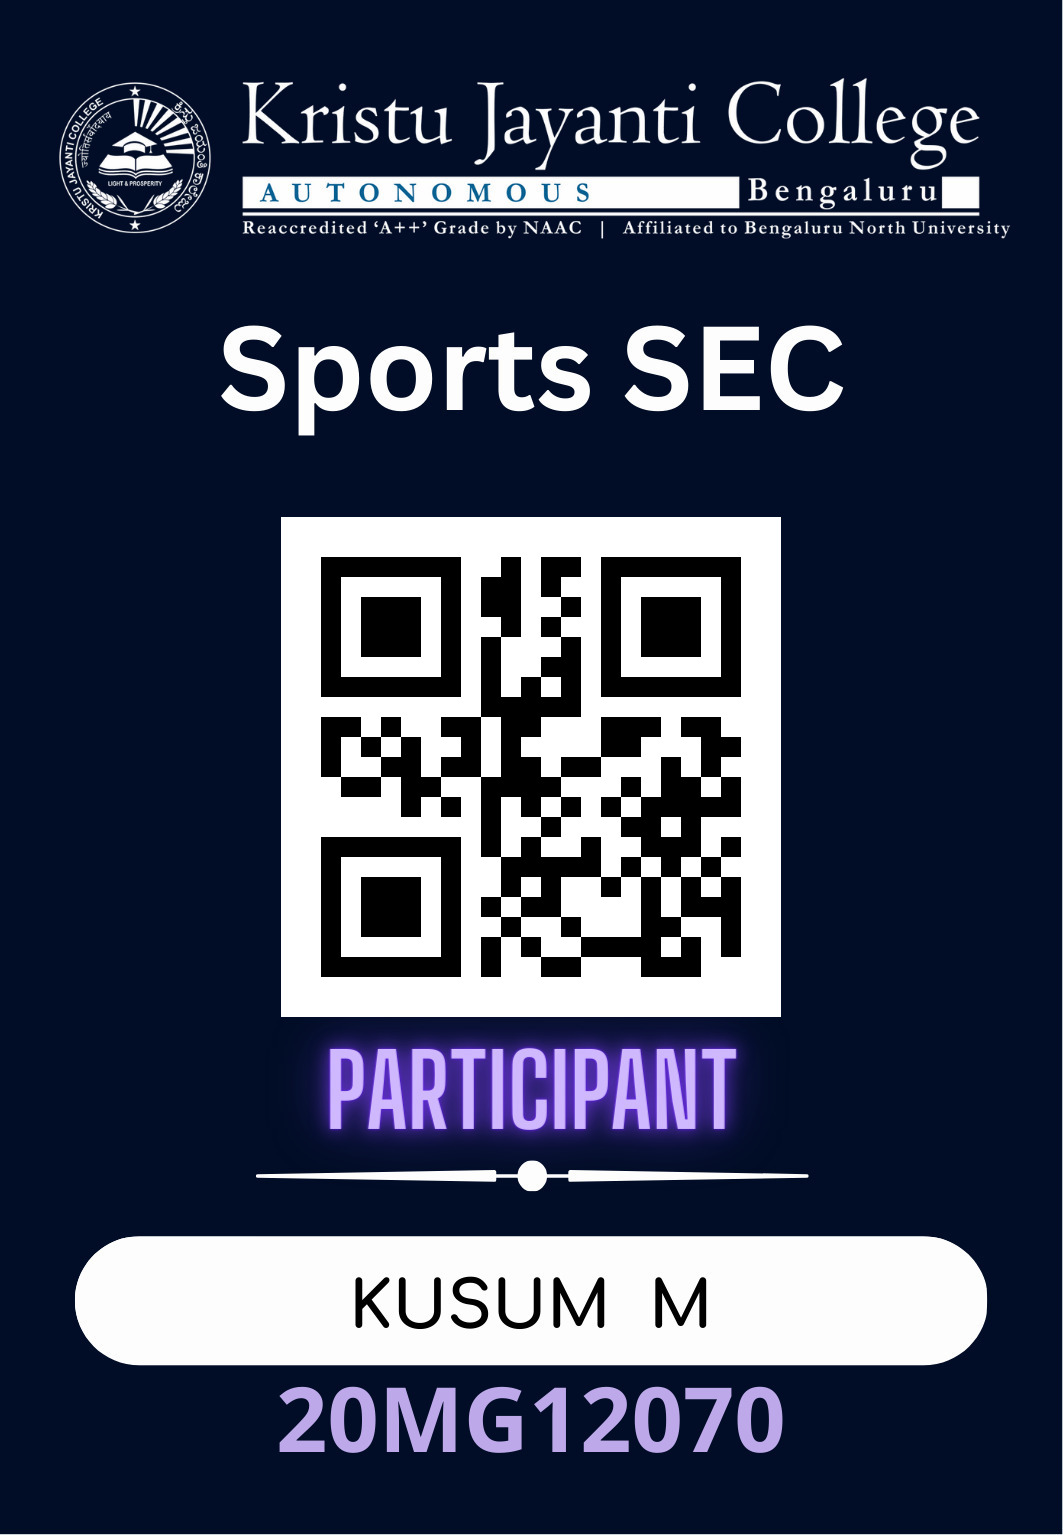 Kristu Jayanti College
AUTONOMOUS Bengaluru
Reaccredited ‘A++’ Grade by NAAC | Affiliated to Bengaluru North University
KRISTU JAYANTI COLLEGE
LIGHT & PROSPERITY
Sports SEC
PARTICIPANT
KUSUM M
20MG12070